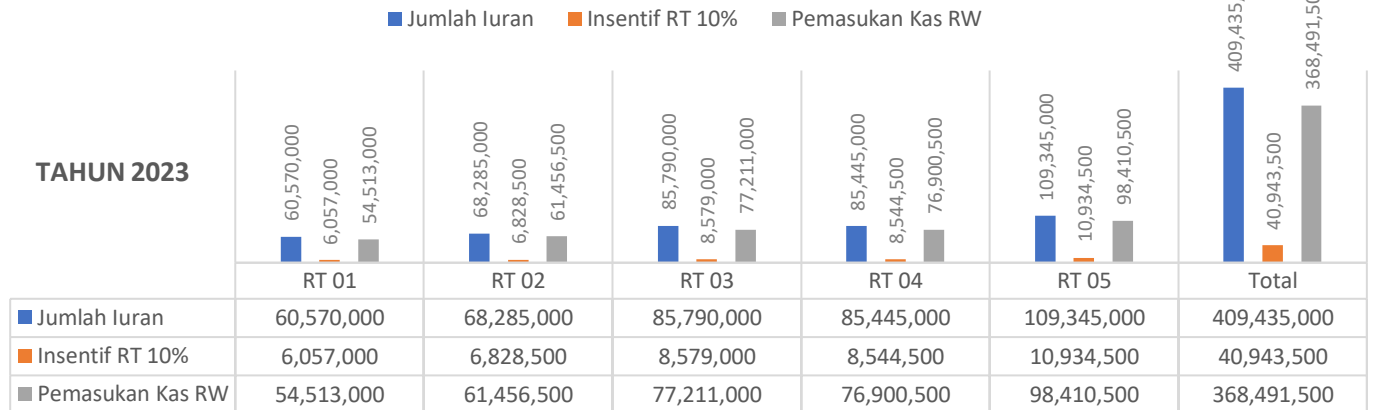 Jumlah Iuran Insentif RT 10% Pemasukan Kas RW
TAHUN 2023
60,570,000 6,057,000 54,513,000 68,285,000 6,828,500 61,456,500 85,790,000 8,579,000 77,211,000 85,445,000 8,544,500 76,900,500 109,345,000 10,934,500 98,410,500 409,435, 40,943,500 368,491,50
RT 01 RT 02 RT 03 RT 04 RT 05 Total
Jumlah Iuran 60,570,000 68,285,000 85,790,000 85,445,000 109,345,000 409,435,000
Insentif RT 10% 6,057,000 6,828,500 8,579,000 8,544,500 10,934,500 40,943,500
Pemasukan Kas RW 54,513,000 61,456,500 77,211,000 76,900,500 98,410,500 368,491,500